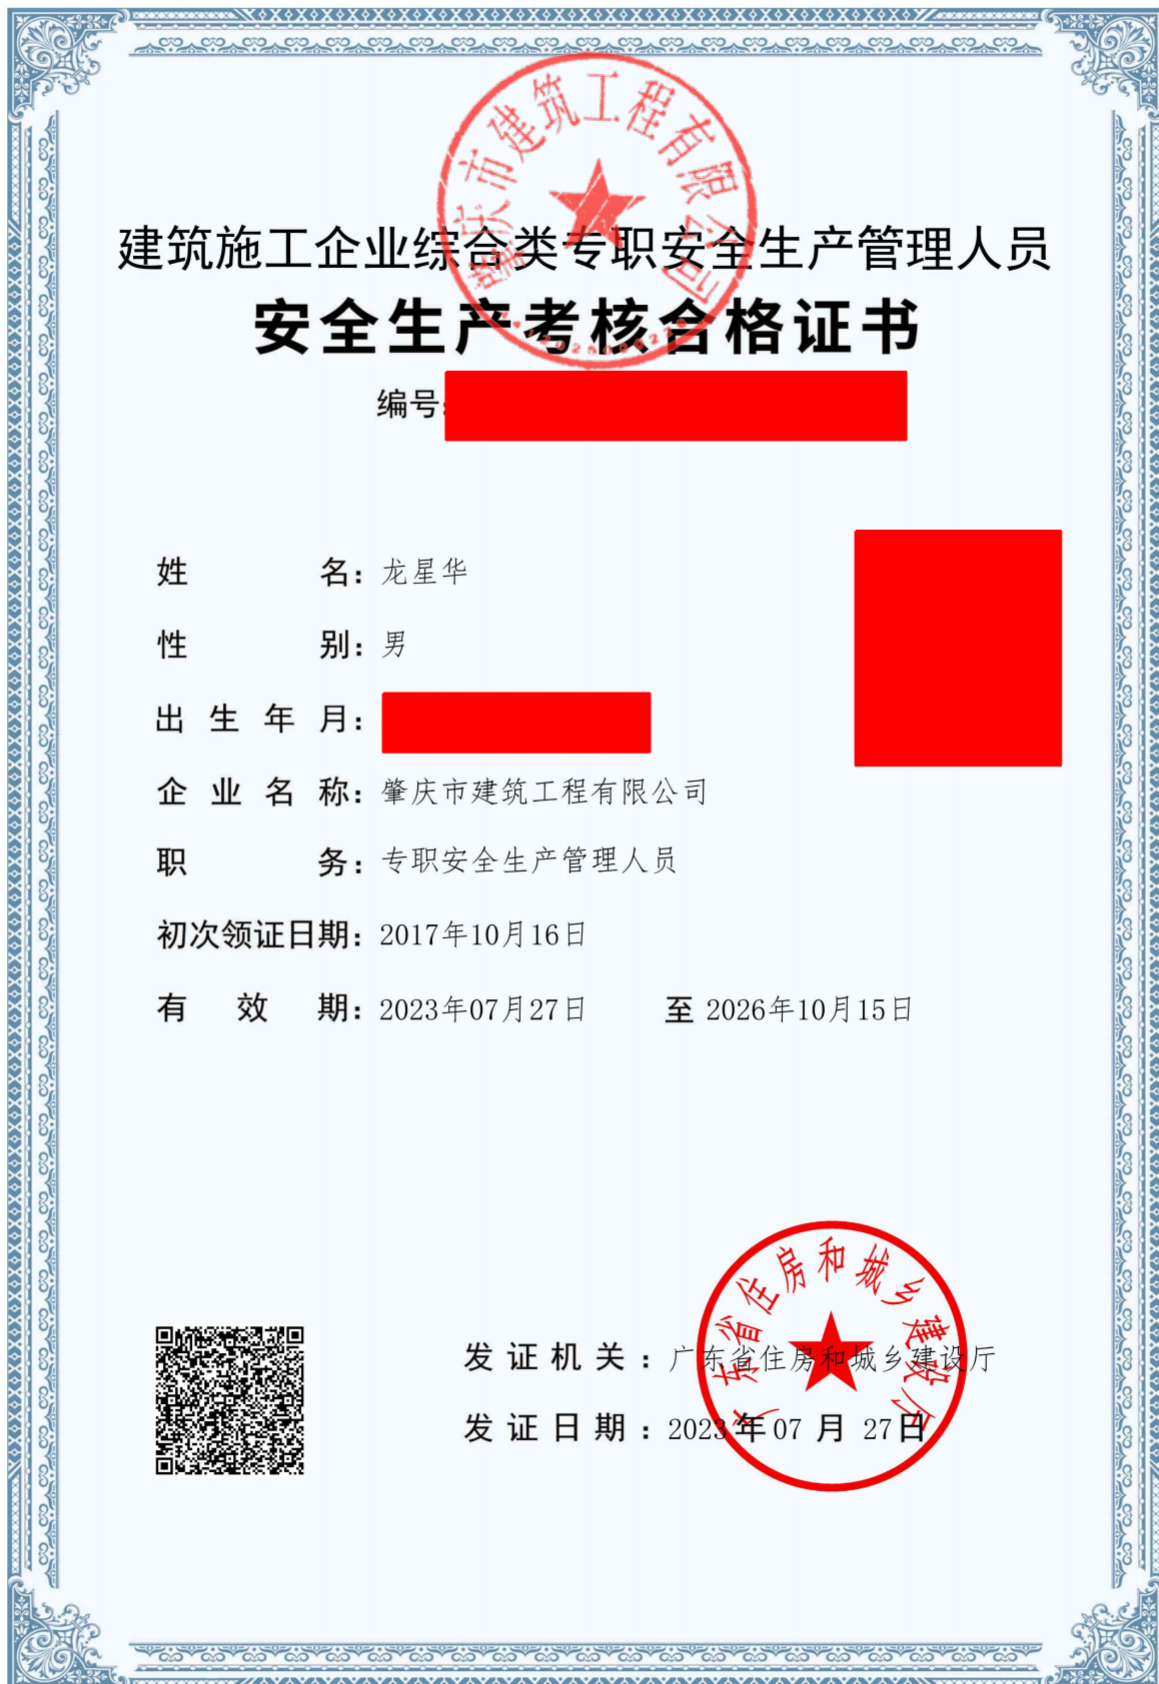 肇庆市建筑工程有限公司
建筑施工企业综合类专职安全生产管理人员
安全生产考核合格证书
编号:
姓名：龙星华
性别：男
出生年月：
企业名称：肇庆市建筑工程有限公司
职务：专职安全生产管理人员
初次领证日期：2017年10月16日
有效期：2023年07月27日 至 2026年10月15日
广东省住房和城乡建设厅
发证机关：广东省住房和城乡建设厅
发证日期：2023年07月27日